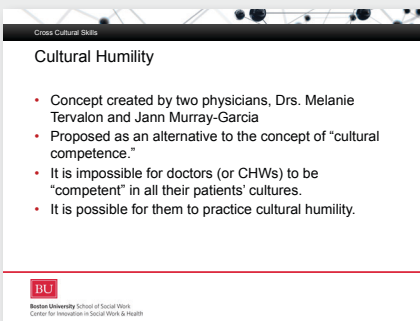 Cross Cultural Skills
Cultural Humility
• Concept created by two physicians, Drs. Melanie
Tervalon and Jann Murray-Garcia
• Proposed as an alternative to the concept of “cultural
competence.”
• It is impossible for doctors (or CHWs) to be
“competent” in all their patients’ cultures.
• It is possible for them to practice cultural humility.
BU
Boston University School of Social Work
Center for Innovation in Social Work & Health